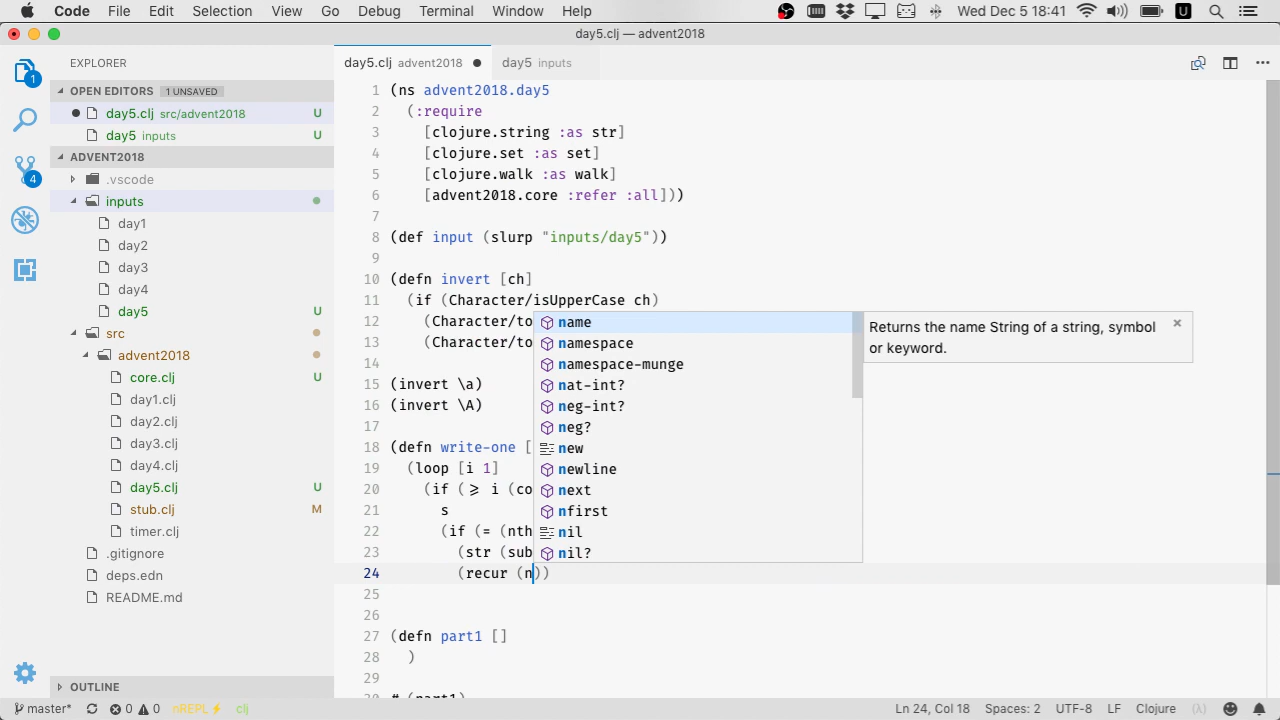 Code File Edit Selection View Go Debug Terminal Window Help Wed Dec 5 18:41 U
day5.clj — advent2018
EXPLORER
day5.clj advent2018 ● day5 inputs
OPEN EDITORS 1 UNSAVED
day5.clj src/advent2018 U
day5 inputs U
ADVENT2018
.vscode
inputs
day1
day2
day3
day4
day5 U
src
advent2018
core.clj U
day1.clj
day2.clj
day3.clj
day4.clj
day5.clj U
stub.clj M
timer.clj
.gitignore
deps.edn
README.md
OUTLINE
1
4
1 (ns advent2018.day5
2 (:require
3 [clojure.string :as str]
4 [clojure.set :as set]
5 [clojure.walk :as walk]
6 [advent2018.core :refer :all]))
7
8 (def input (slurp "inputs/day5"))
9
10 (defn invert [ch]
11 (if (Character/isUpperCase ch)
12 (Character/to
13 (Character/to
14
15 (invert \a)
16 (invert \A)
17
18 (defn write-one [
19 (loop [i 1]
20 (if (⩾ i (co
21 s
22 (if (= (nth
23 (str (sub
24 (recur (n))
25
26
27 (defn part1 []
28 )
29
name
namespace
namespace-munge
nat-int?
neg-int?
neg?
new
newline
next
nfirst
nil
nil?
Returns the name String of a string, symbol
or keyword.
×
master* ⊗ 0 ⚠ 0 nREPL⚡ clj Ln 24, Col 18 Spaces: 2 UTF-8 LF Clojure (λ)